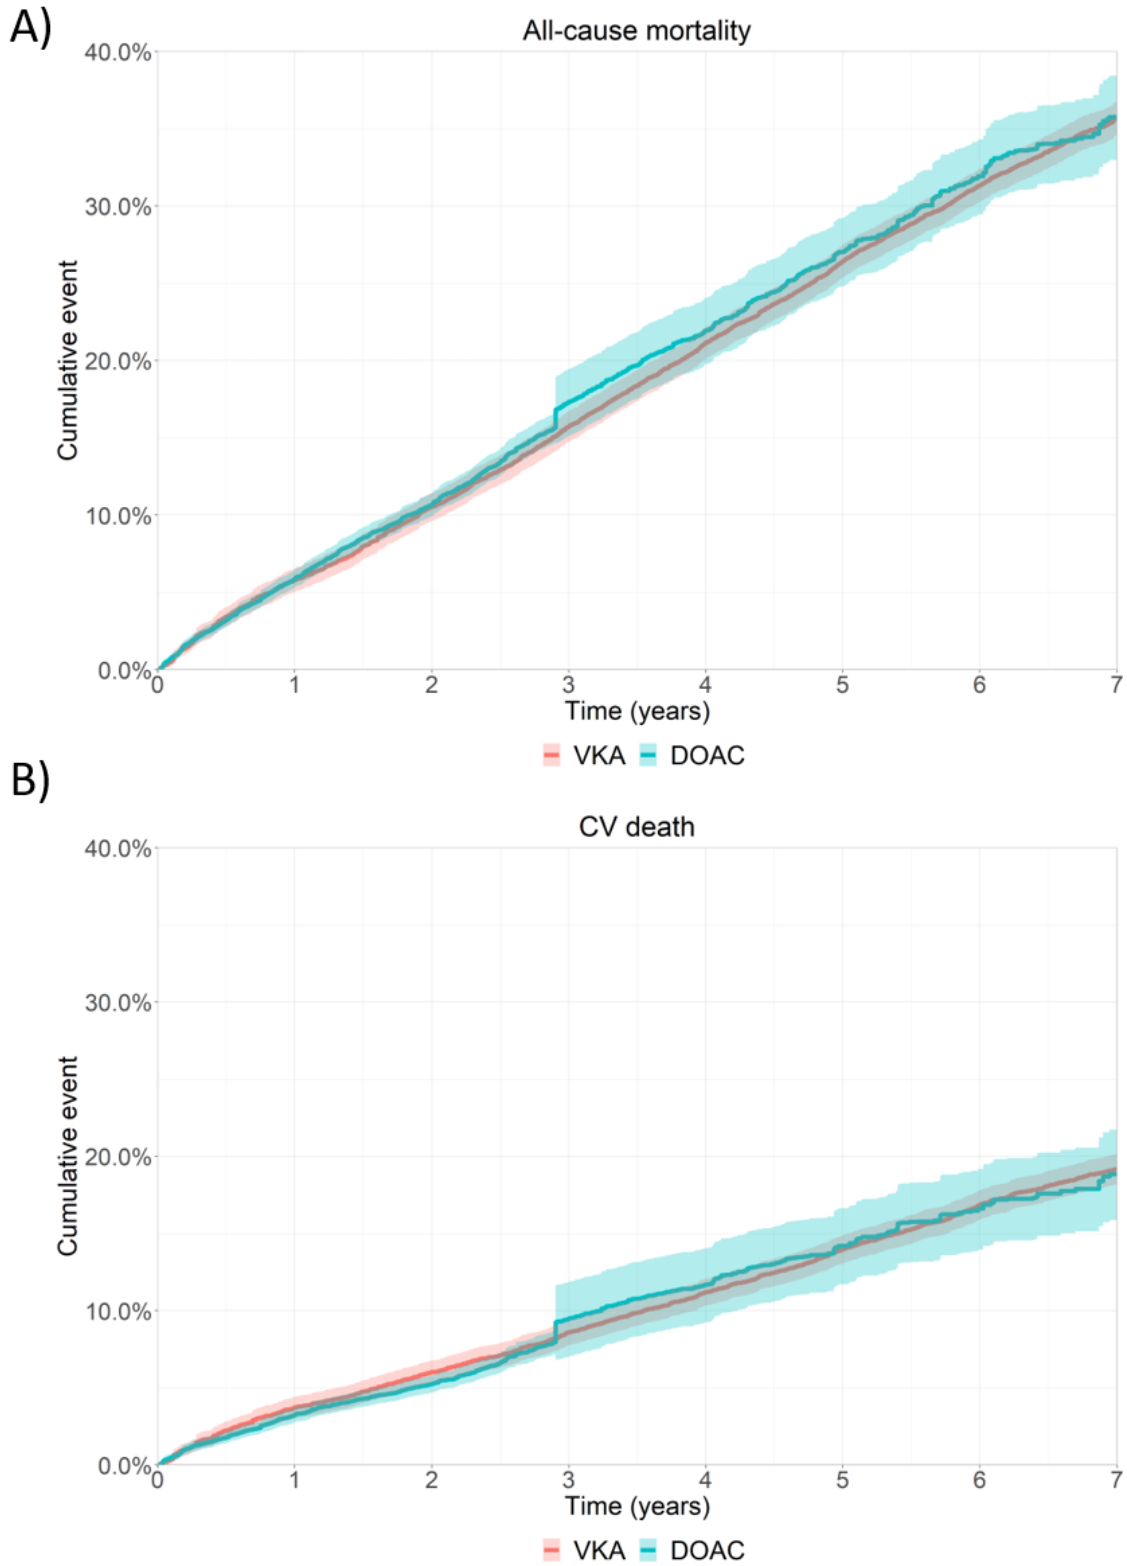 A)
All-cause mortality
40.0%
30.0%
20.0%
10.0%
0.0%
Cumulative event
0 1 2 3 4 5 6 7
Time (years)
VKA DOAC
B)
CV death
40.0%
30.0%
20.0%
10.0%
0.0%
Cumulative event
0 1 2 3 4 5 6 7
Time (years)
VKA DOAC